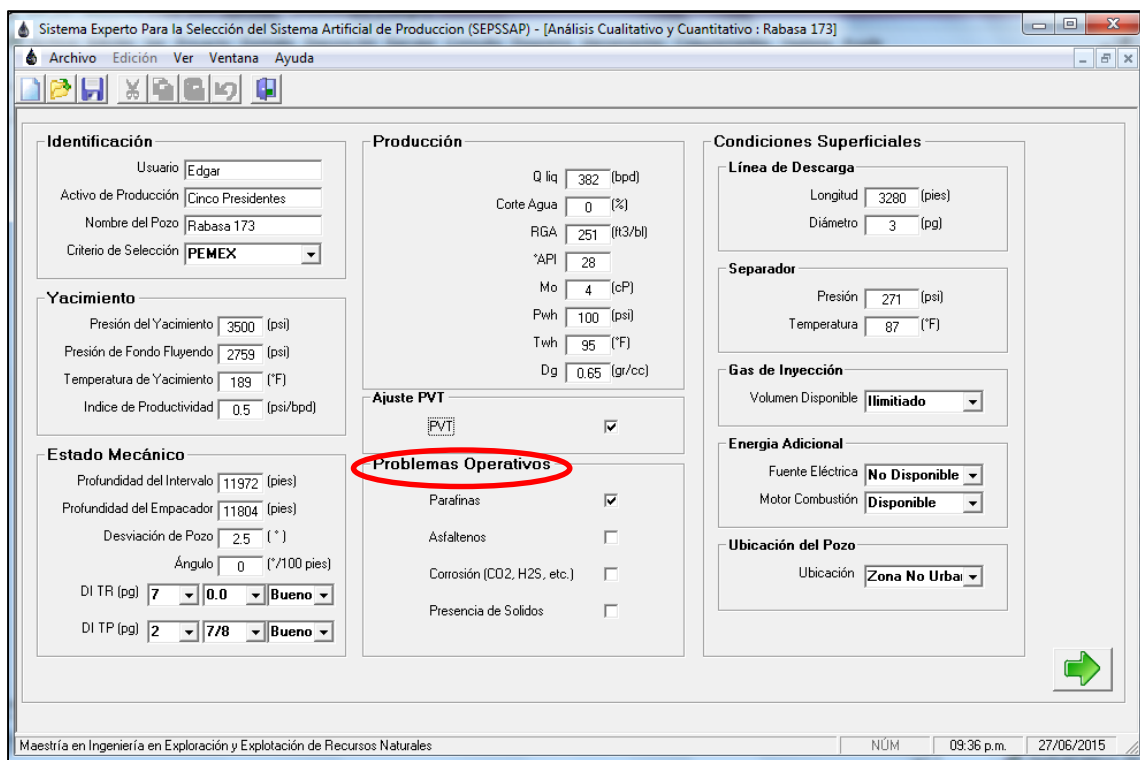 Sistema Experto Para la Selección del Sistema Artificial de Produccion (SEPSSAP) - [Análisis Cualitativo y Cuantitativo : Rabasa 173]
Archivo Edición Ver Ventana Ayuda
Identificación
Usuario Edgar
Activo de Producción Cinco Presidentes
Nombre del Pozo Rabasa 173
Criterio de Selección PEMEX
Yacimiento
Presión del Yacimiento 3500 (psi)
Presión de Fondo Fluyendo 2759 (psi)
Temperatura de Yacimiento 189 (°F)
Indice de Productividad 0.5 (psi/bpd)
Estado Mecánico
Profundidad del Intervalo 11972 (pies)
Profundidad del Empacador 11804 (pies)
Desviación de Pozo 2.5 (°)
Ángulo 0 (°/100 pies)
DI TR (pg) 7 0.0 Bueno
DI TP (pg) 2 7/8 Bueno
Producción
Q liq 382 (bpd)
Corte Agua 0 (%)
RGA 251 (ft3/bl)
°API 28
Mo 4 (cP)
Pwh 100 (psi)
Twh 95 (°F)
Dg 0.65 (gr/cc)
Ajuste PVT
PVT
Problemas Operativos
Parafinas
Asfaltenos
Corrosión (CO2, H2S, etc.)
Presencia de Solidos
Condiciones Superficiales
Línea de Descarga
Longitud 3280 (pies)
Diámetro 3 (pg)
Separador
Presión 271 (psi)
Temperatura 87 (°F)
Gas de Inyección
Volumen Disponible Ilimitiado
Energia Adicional
Fuente Eléctrica No Disponible
Motor Combustión Disponible
Ubicación del Pozo
Ubicación Zona No Urba
Maestría en Ingeniería en Exploración y Explotación de Recursos Naturales
NÚM 09:36 p.m. 27/06/2015